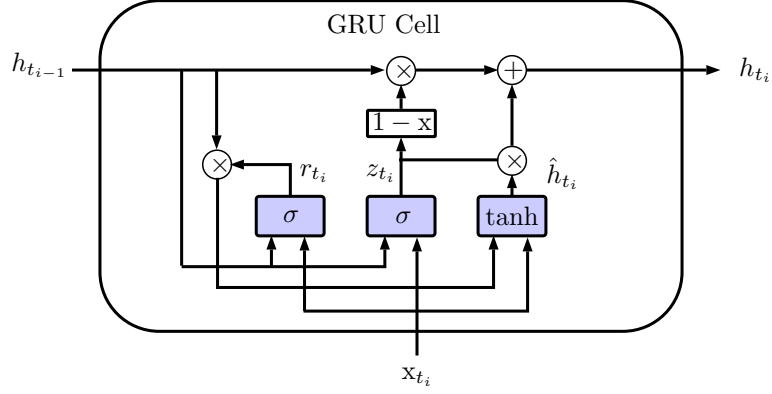 GRU Cell
h_{t_{i-1}}
×
+
h_{t_i}
1 − x
×
r_{t_i}
z_{t_i}
×
ĥ_{t_i}
σ
σ
tanh
x_{t_i}